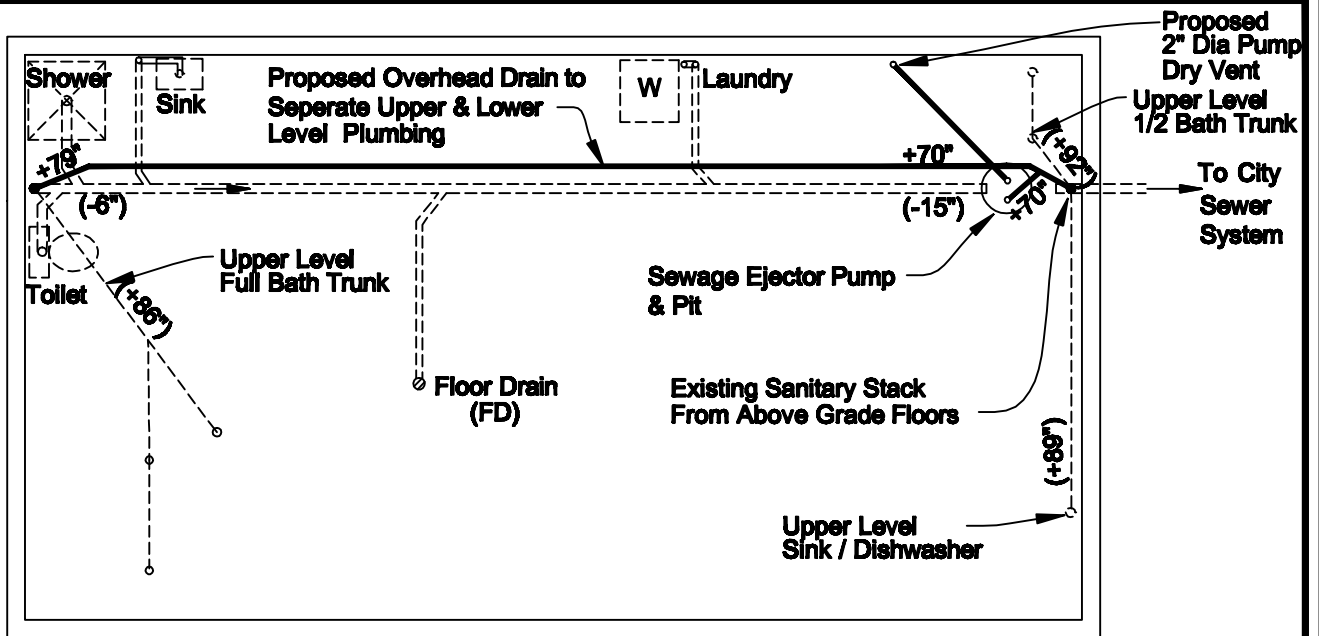 Proposed
2" Dia Pump
Dry Vent
Upper Level
1/2 Bath Trunk
Shower
Sink
Proposed Overhead Drain to
Seperate Upper & Lower
Level Plumbing
W
Laundry
+79"
+70"
(+92")
To City
Sewer
System
(-6")
(-15")
+70"
Upper Level
Full Bath Trunk
Sewage Ejector Pump
& Pit
Toilet
(+86")
Floor Drain
(FD)
Existing Sanitary Stack
From Above Grade Floors
(+89")
Upper Level
Sink / Dishwasher